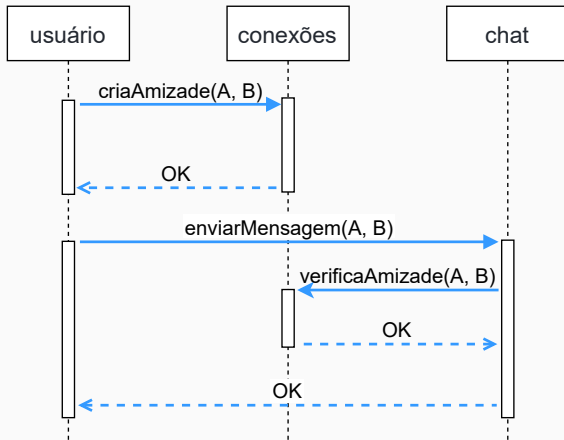 usuário
conexões
chat
criaAmizade(A, B)
OK
enviarMensagem(A, B)
verificaAmizade(A, B)
OK
OK